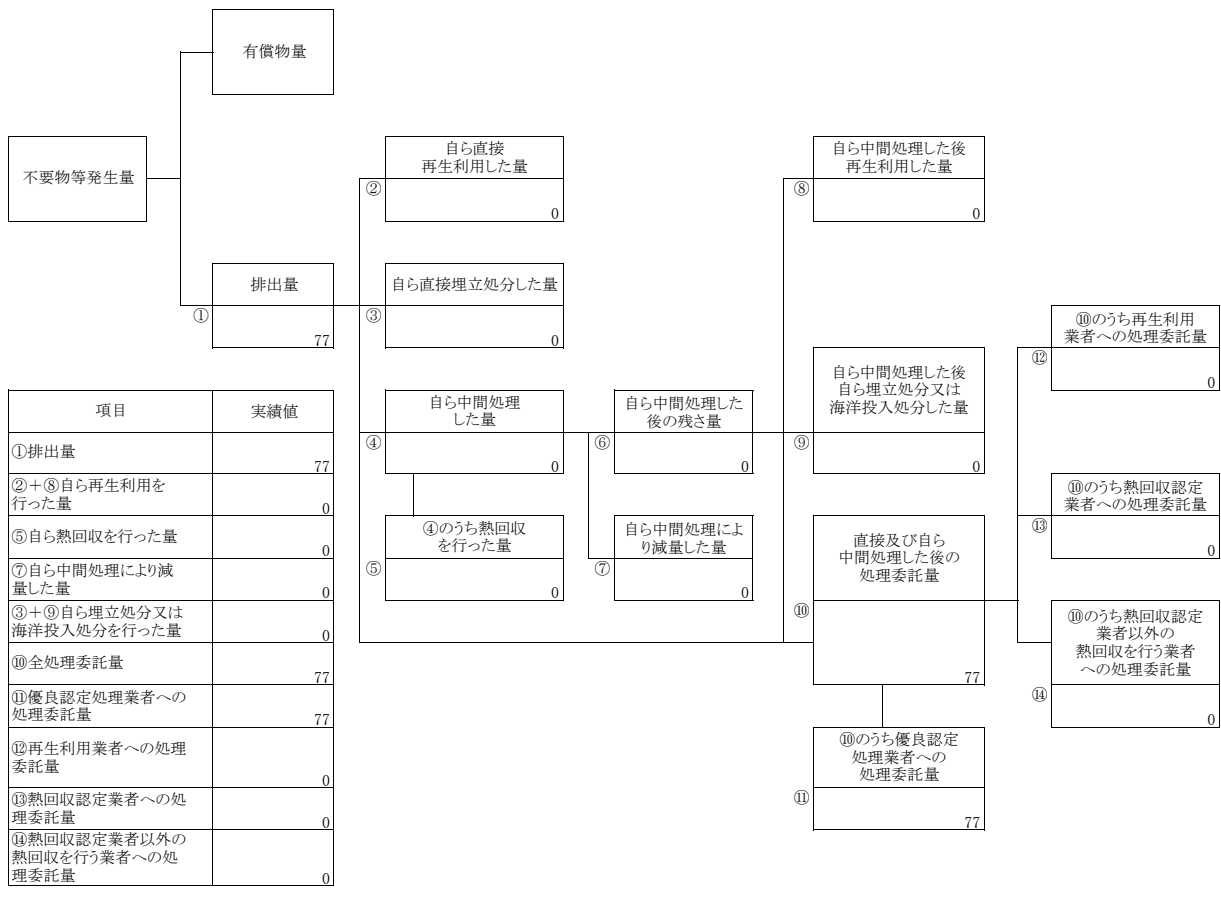 有償物量
不要物等発生量
自ら直接
再生利用した量
②
0
自ら中間処理した後
再生利用した量
⑧
0
排出量
①
77
自ら直接埋立処分した量
③
0
⑩のうち再生利用
業者への処理委託量
⑫
0
自ら中間処理
した量
④
0
自ら中間処理した
後の残さ量
⑥
0
自ら中間処理した後
自ら埋立処分又は
海洋投入処分した量
⑨
0
④のうち熱回収
を行った量
⑤
0
自ら中間処理によ
り減量した量
⑦
0
直接及び自ら
中間処理した後の
処理委託量
⑩
77
⑩のうち熱回収認定
業者への処理委託量
⑬
0
⑩のうち熱回収認定
業者以外の
熱回収を行う業者
への処理委託量
⑭
0
⑩のうち優良認定
処理業者への
処理委託量
⑪
77
項目 実績値
①排出量
77
②＋⑧自ら再生利用を
行った量
0
⑤自ら熱回収を行った量
0
⑦自ら中間処理により減
量した量
0
③＋⑨自ら埋立処分又は
海洋投入処分を行った量
0
⑩全処理委託量
77
⑪優良認定処理業者への
処理委託量
77
⑫再生利用業者への処理
委託量
0
⑬熱回収認定業者への処
理委託量
0
⑭熱回収認定業者以外の
熱回収を行う業者への処
理委託量
0